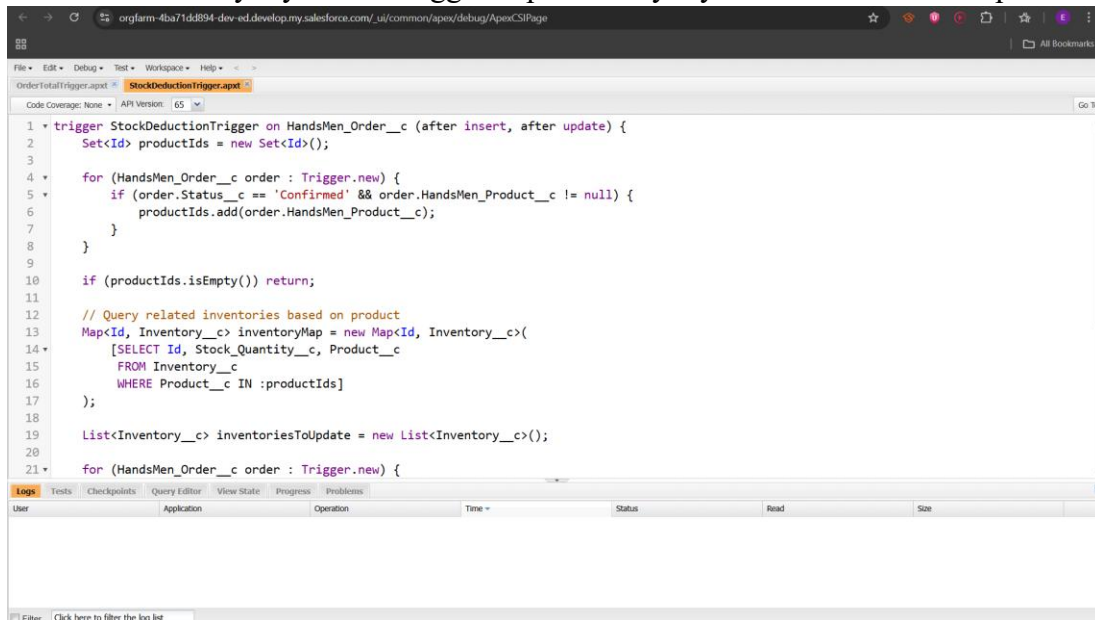 orgfarm-4ba71dd894-dev-ed.develop.my.salesforce.com/_ui/common/apex/debug/ApexCSIPage
All Bookmarks
File Edit Debug Test Workspace Help < >
OrderTotalTrigger.apxt StockDeductionTrigger.apxt
Code Coverage: None API Version: 65 Go
1 trigger StockDeductionTrigger on HandsMen_Order__c (after insert, after update) {
2 Set<Id> productIds = new Set<Id>();
3
4 for (HandsMen_Order__c order : Trigger.new) {
5 if (order.Status__c == 'Confirmed' && order.HandsMen_Product__c != null) {
6 productIds.add(order.HandsMen_Product__c);
7 }
8 }
9
10 if (productIds.isEmpty()) return;
11
12 // Query related inventories based on product
13 Map<Id, Inventory__c> inventoryMap = new Map<Id, Inventory__c>(
14 [SELECT Id, Stock_Quantity__c, Product__c
15 FROM Inventory__c
16 WHERE Product__c IN :productIds]
17 );
18
19 List<Inventory__c> inventoriesToUpdate = new List<Inventory__c>();
20
21 for (HandsMen_Order__c order : Trigger.new) {
Logs Tests Checkpoints Query Editor View State Progress Problems
User Application Operation Time Status Read Size
Filter Click here to filter the log list